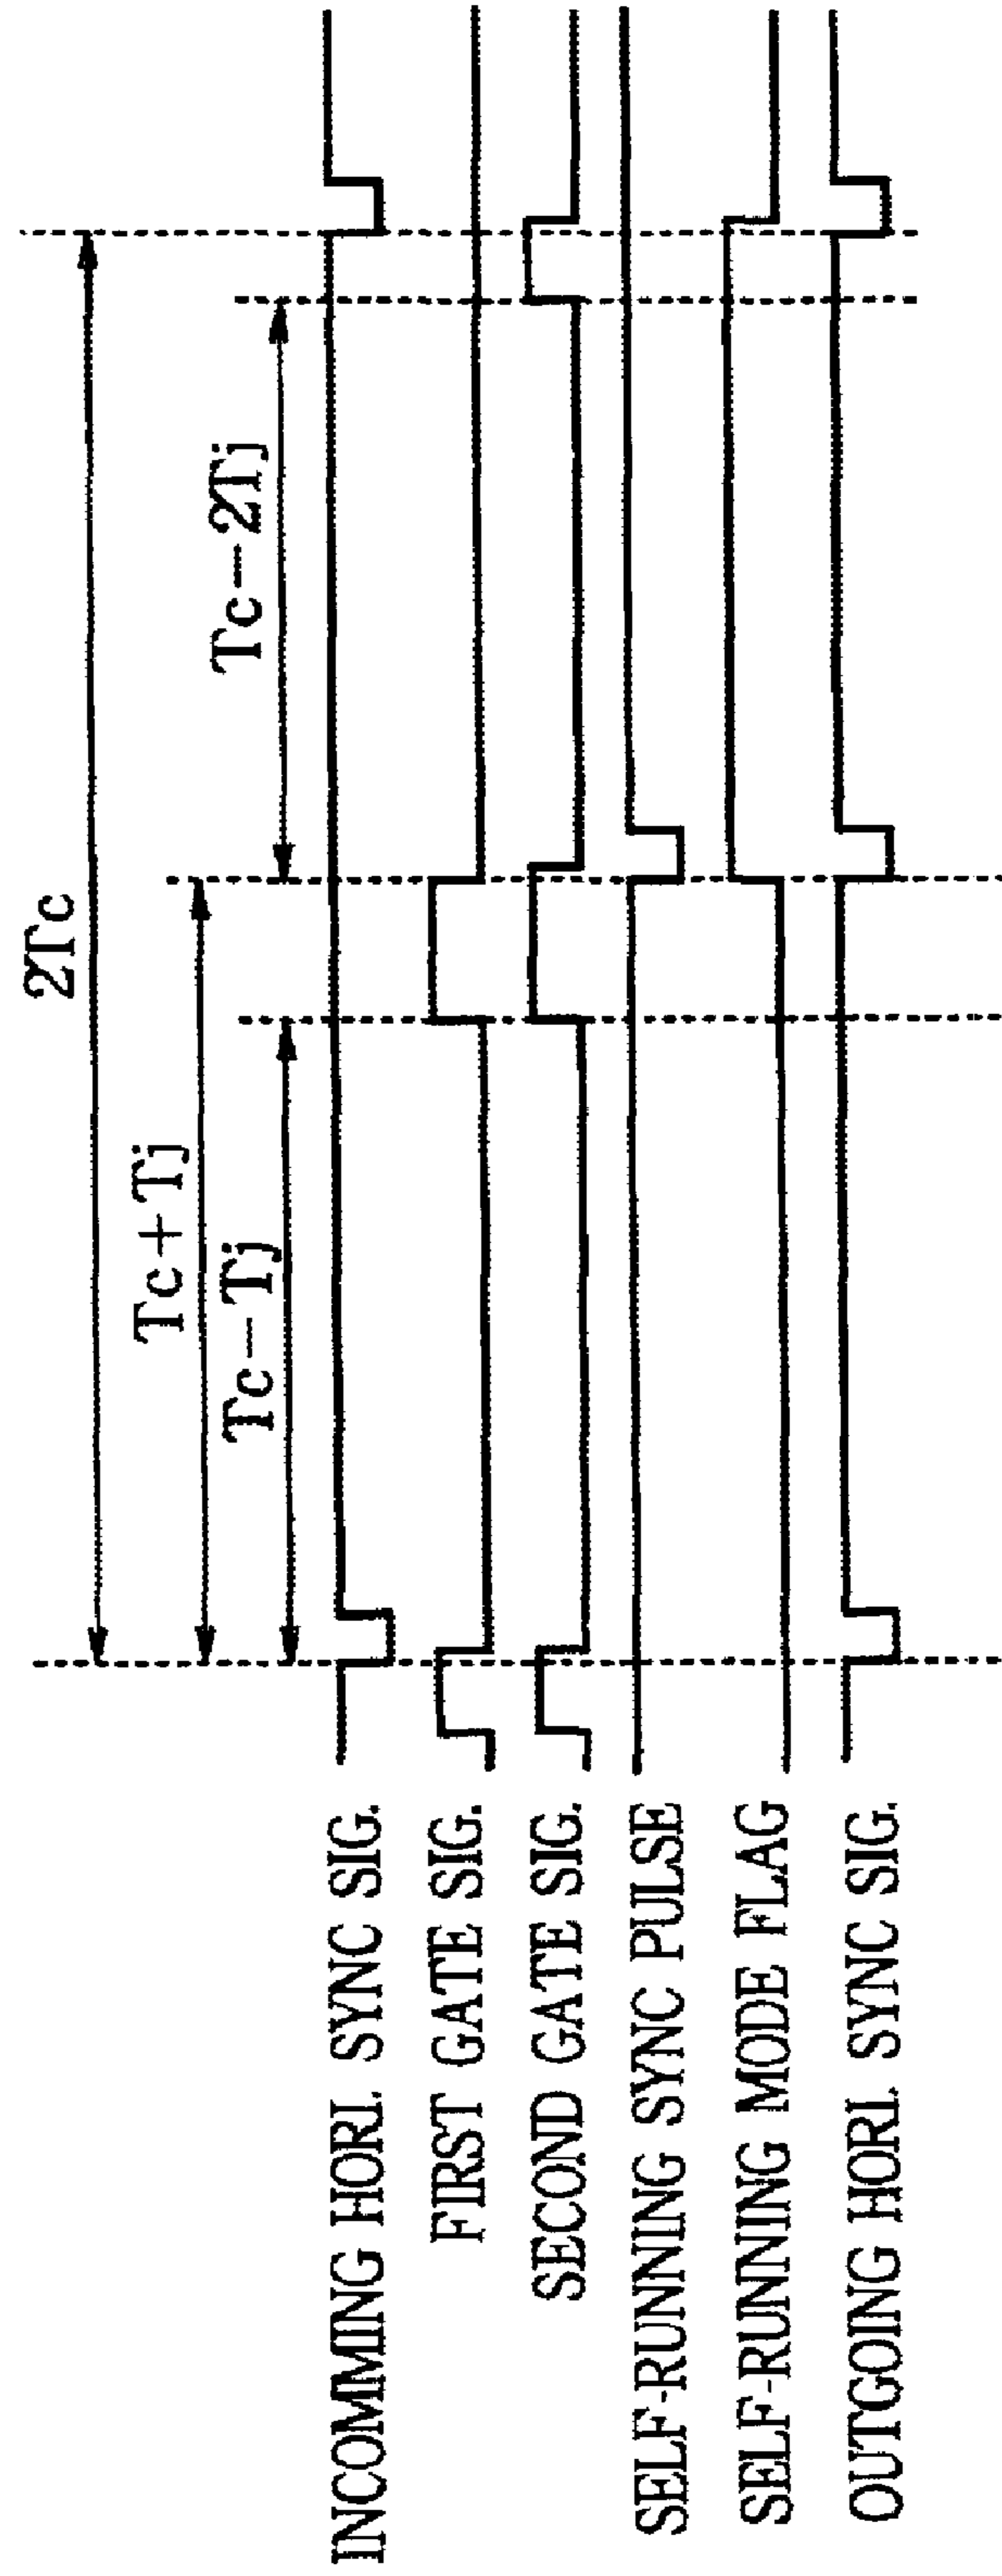 2Tc
Tc+Tj
Tc-Tj
Tc-2Tj
INCOMMING HORI. SYNC SIG.
FIRST GATE SIG.
SECOND GATE SIG.
SELF-RUNNING SYNC PULSE
SELF-RUNNING MODE FLAG
OUTGOING HORI. SYNC SIG.